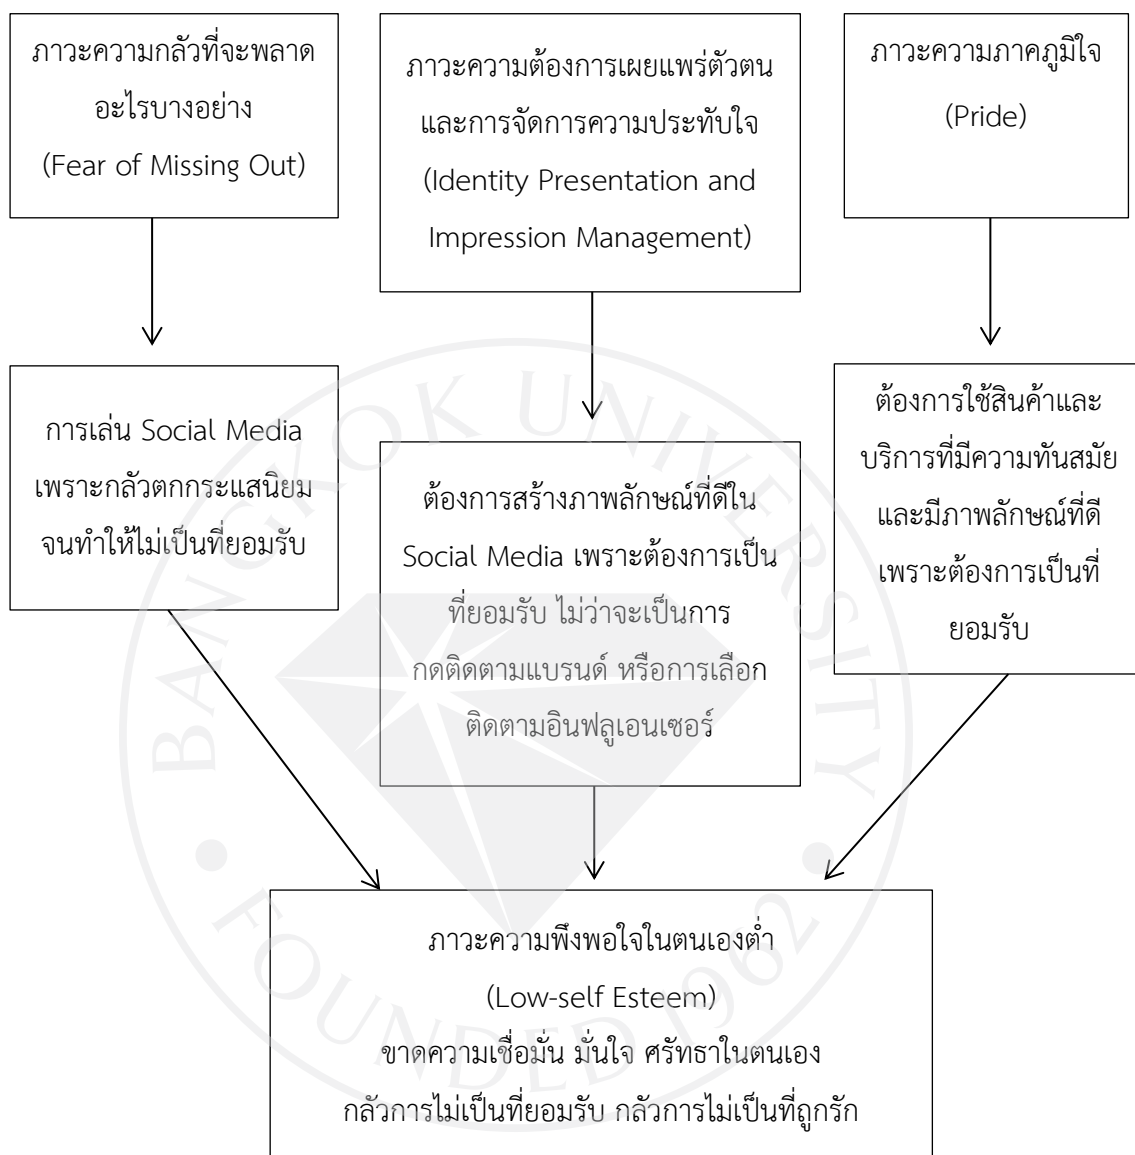 ภาวะความกลัวที่จะพลาด
อะไรบางอย่าง
(Fear of Missing Out)
ภาวะความต้องการเผยแพร่ตัวตน
และการจัดการความประทับใจ
(Identity Presentation and
Impression Management)
ภาวะความภาคภูมิใจ
(Pride)
การเล่น Social Media
เพราะกลัวตกกระแสนิยม
จนทำให้ไม่เป็นที่ยอมรับ
ต้องการสร้างภาพลักษณ์ที่ดีใน
Social Media เพราะต้องการเป็น
ที่ยอมรับ ไม่ว่าจะเป็นการ
กดติดตามแบรนด์ หรือการเลือก
ติดตามอินฟลูเอนเซอร์
ต้องการใช้สินค้าและ
บริการที่มีความทันสมัย
และมีภาพลักษณ์ที่ดี
เพราะต้องการเป็นที่
ยอมรับ
ภาวะความพึงพอใจในตนเองต่ำ
(Low-self Esteem)
ขาดความเชื่อมั่น มั่นใจ ศรัทธาในตนเอง
กลัวการไม่เป็นที่ยอมรับ กลัวการไม่เป็นที่ถูกรัก
BANGKOK UNIVERSITY
FOUNDED 1962